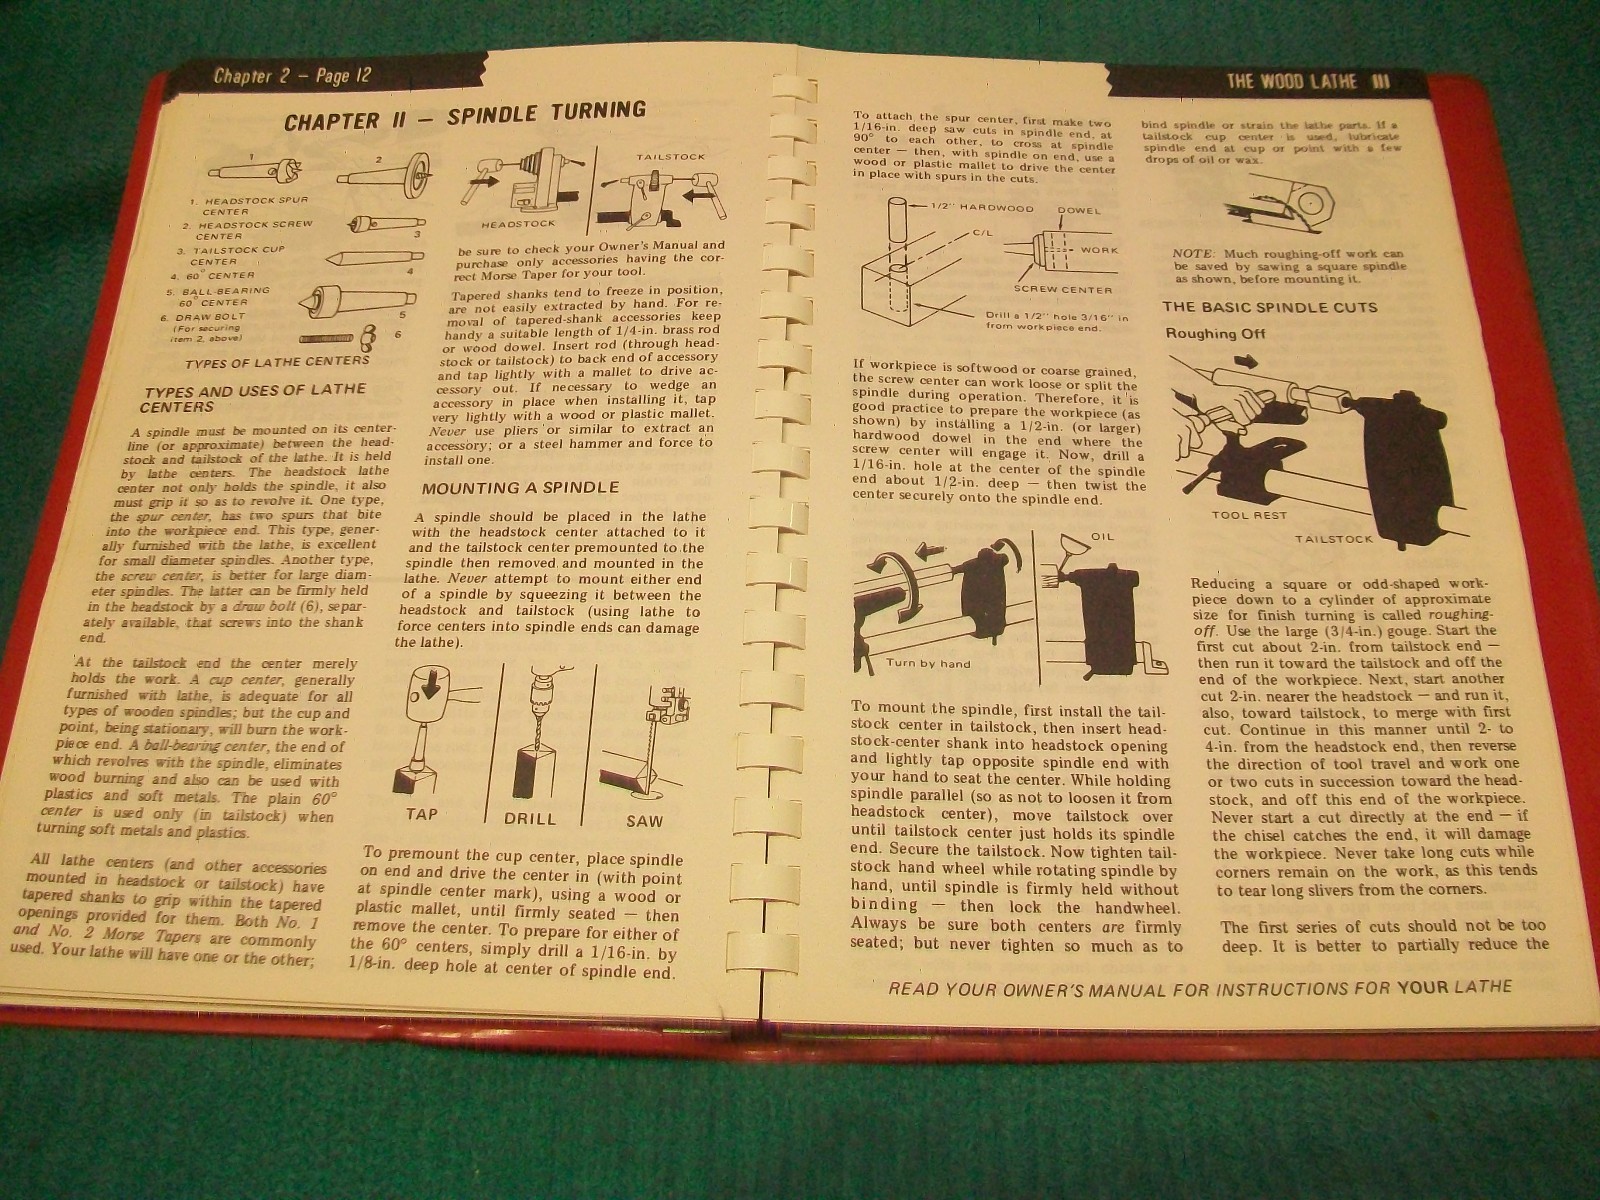 Chapter 2 – Page 12
CHAPTER II – SPINDLE TURNING
1
2
3
4
5
6
1. HEADSTOCK SPUR
CENTER
2. HEADSTOCK SCREW
CENTER
3. TAILSTOCK CUP
CENTER
4. 60° CENTER
5. BALL-BEARING
60° CENTER
6. DRAW BOLT
(For securing
item 2, above)
TYPES OF LATHE CENTERS
TYPES AND USES OF LATHE
CENTERS
A spindle must be mounted on its center-
line (or approximate) between the head-
stock and tailstock of the lathe. It is held
by lathe centers. The headstock lathe
center not only holds the spindle, it also
must grip it so as to revolve it. One type,
the spur center, has two spurs that bite
into the workpiece end. This type, gener-
ally furnished with the lathe, is excellent
for small diameter spindles. Another type,
the screw center, is better for large diam-
eter spindles. The latter can be firmly held
in the headstock by a draw bolt (6), separ-
ately available, that screws into the shank
end.
At the tailstock end the center merely
holds the work. A cup center, generally
furnished with lathe, is adequate for all
types of wooden spindles; but the cup and
point, being stationary, will burn the work-
piece end. A ball-bearing center, the end of
which revolves with the spindle, eliminates
wood burning and also can be used with
plastics and soft metals. The plain 60°
center is used only (in tailstock) when
turning soft metals and plastics.
All lathe centers (and other accessories
mounted in headstock or tailstock) have
tapered shanks to grip within the tapered
openings provided for them. Both No. 1
and No. 2 Morse Tapers are commonly
used. Your lathe will have one or the other;
HEADSTOCK
TAILSTOCK
be sure to check your Owner's Manual and
purchase only accessories having the cor-
rect Morse Taper for your tool.
Tapered shanks tend to freeze in position,
are not easily extracted by hand. For re-
moval of tapered-shank accessories keep
handy a suitable length of 1/4-in. brass rod
or wood dowel. Insert rod (through head-
stock or tailstock) to back end of accessory
and tap lightly with a mallet to drive ac-
cessory out. If necessary to wedge an
accessory in place when installing it, tap
very lightly with a wood or plastic mallet.
Never use pliers or similar to extract an
accessory; or a steel hammer and force to
install one.
MOUNTING A SPINDLE
A spindle should be placed in the lathe
with the headstock center attached to it
and the tailstock center premounted to the
spindle then removed and mounted in the
lathe. Never attempt to mount either end
of a spindle by squeezing it between the
headstock and tailstock (using lathe to
force centers into spindle ends can damage
the lathe).
TAP
DRILL
SAW
To premount the cup center, place spindle
on end and drive the center in (with point
at spindle center mark), using a wood or
plastic mallet, until firmly seated — then
remove the center. To prepare for either of
the 60° centers, simply drill a 1/16-in. by
1/8-in. deep hole at center of spindle end.
THE WOOD LATHE
To attach the spur center, first make two
1/16-in. deep saw cuts in spindle end, at
90° to each other, to cross at spindle
center — then, with spindle on end, use a
wood or plastic mallet to drive the center
in place with spurs in the cuts.
1/2" HARDWOOD
DOWEL
C/L
WORK
SCREW CENTER
Drill a 1/2" hole 3/16" in
from workpiece end.
If workpiece is softwood or coarse grained,
the screw center can work loose or split the
spindle during operation. Therefore, it is
good practice to prepare the workpiece (as
shown) by installing a 1/2-in. (or larger)
hardwood dowel in the end where the
screw center will engage it. Now, drill a
1/16-in. hole at the center of the spindle
end about 1/2-in. deep — then twist the
center securely onto the spindle end.
Turn by hand
OIL
To mount the spindle, first install the tail-
stock center in tailstock, then insert head-
stock-center shank into headstock opening
and lightly tap opposite spindle end with
your hand to seat the center. While holding
spindle parallel (so as not to loosen it from
headstock center), move tailstock over
until tailstock center just holds its spindle
end. Secure the tailstock. Now tighten tail-
stock hand wheel while rotating spindle by
hand, until spindle is firmly held without
binding — then lock the handwheel.
Always be sure both centers are firmly
seated; but never tighten so much as to
bind spindle or strain the lathe parts. If a
tailstock cup center is used, lubricate
spindle end at cup or point with a few
drops of oil or wax.
NOTE: Much roughing-off work can
be saved by sawing a square spindle
as shown, before mounting it.
THE BASIC SPINDLE CUTS
Roughing Off
TOOL REST
TAILSTOCK
Reducing a square or odd-shaped work-
piece down to a cylinder of approximate
size for finish turning is called roughing-
off. Use the large (3/4-in.) gouge. Start the
first cut about 2-in. from tailstock end —
then run it toward the tailstock and off the
end of the workpiece. Next, start another
cut 2-in. nearer the headstock — and run it,
also, toward tailstock, to merge with first
cut. Continue in this manner until 2- to
4-in. from the headstock end, then reverse
the direction of tool travel and work one
or two cuts in succession toward the head-
stock, and off this end of the workpiece.
Never start a cut directly at the end — if
the chisel catches the end, it will damage
the workpiece. Never take long cuts while
corners remain on the work, as this tends
to tear long slivers from the corners.
The first series of cuts should not be too
deep. It is better to partially reduce the
READ YOUR OWNER'S MANUAL FOR INSTRUCTIONS FOR YOUR LATHE